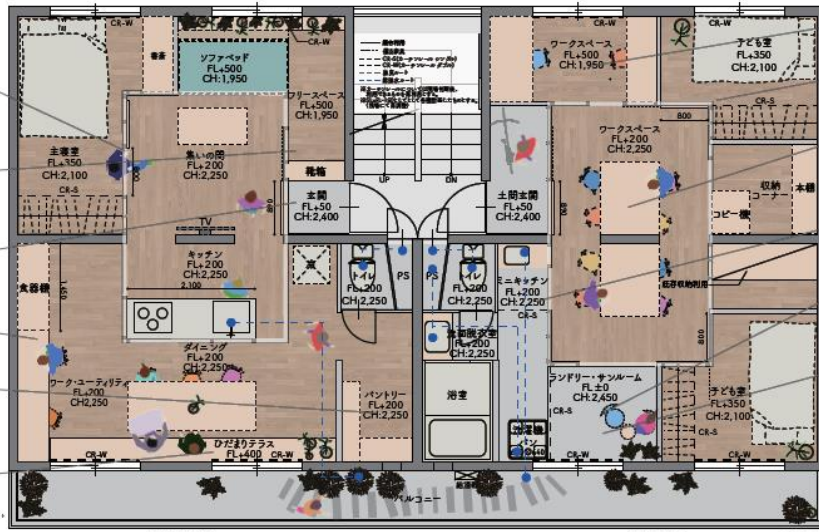 CR-W
CR-W
書斎
ソファベッド
FL+500
CH:1,950
フリースペース
FL+500
CH:1,950
主寝室
FL+350
CH:2,100
CR-S
集いの間
FL+200
CH:2,250
靴箱
玄関
FL+50
CH:2,400
UP
DN
土間玄関
FL+50
CH:2,400
TV
キッチン
FL+200
CH:2,250
2,100
食器棚
1,450
トイレ
FL+200
CH:2,250
PS
PS
トイレ
FL+200
CH:2,250
ミニキッチン
FL+200
CH:2,250
CR-S
ダイニング
FL+200
CH:2,250
ワーク・ユーティリティ
FL+200
CH2,250
パントリー
FL+200
CH:2,250
ひだまりテラス
FL+400
CR-W
CR-W
洗面脱衣室
FL+200
CH:2,250
浴室
バルコニー
CR-W
ワークスペース
FL+500
CH:1,950
CR-W
子ども室
FL+350
CH:2,100
CR-S
800
ワークスペース
FL+200
CH:2,250
収納
コーナー
本棚
コピー機
既存収納利用
800
ランドリー・サンルーム
FL±0
CH:2,450
CR-S
CR-W
子ども室
FL+350
CH:2,100
CR-S
CR-W